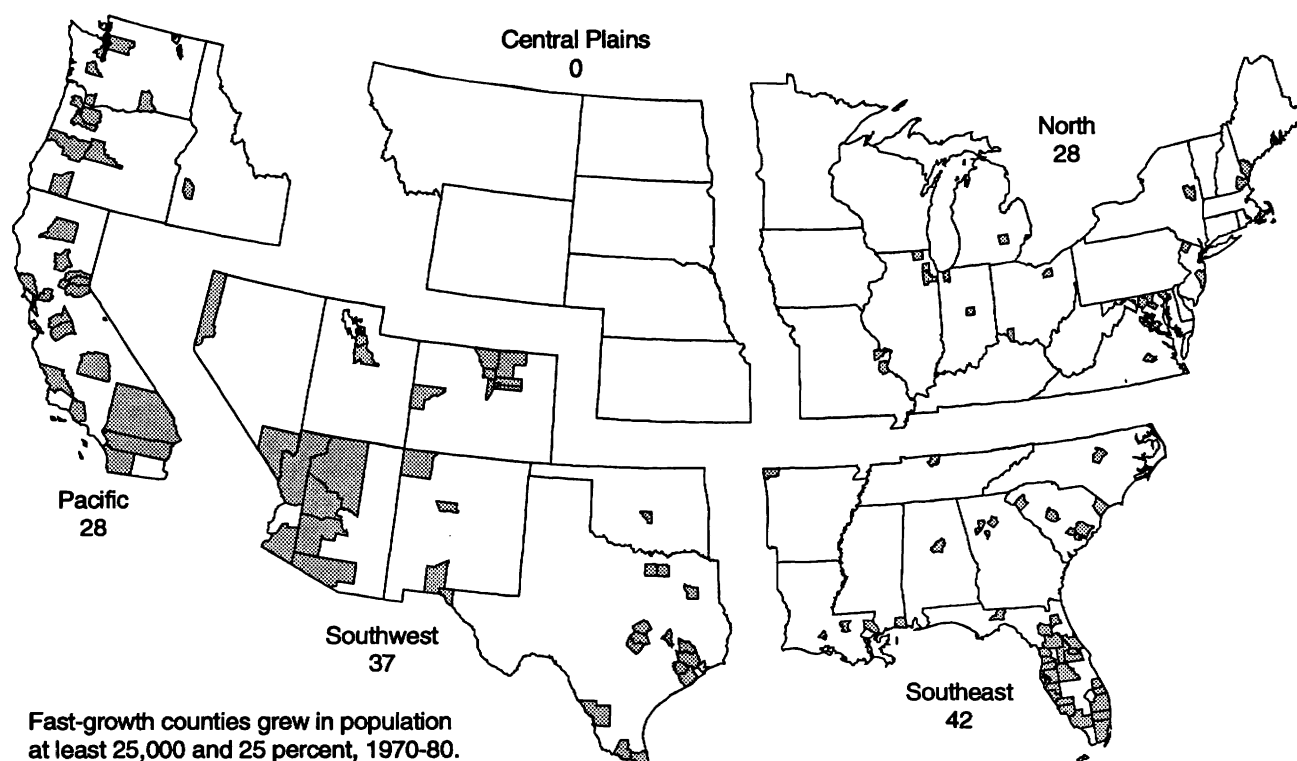 Central Plains
0
North
28
Pacific
28
Southwest
37
Southeast
42
Fast-growth counties grew in population
at least 25,000 and 25 percent, 1970-80.